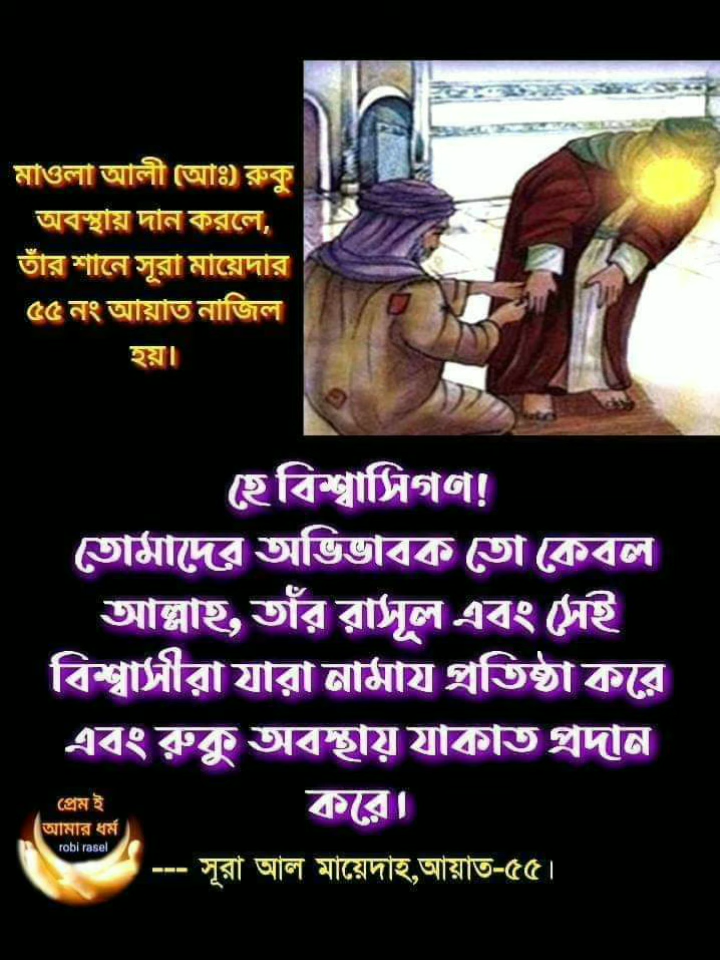 মাওলা আলী (আঃ) রুকু
অবস্থায় দান করলে,
তাঁর শানে সূরা মায়েদার
৫৫ নং আয়াত নাজিল
হয়।
হে বিশ্বাসিগণ!
তোমাদের অভিভাবক তো কেবল
আল্লাহ, তাঁর রাসূল এবং সেই
বিশ্বাসীরা যারা নামায প্রতিষ্ঠা করে
এবং রুকু অবস্থায় যাকাত প্রদান
করে।
প্রেম ই
আমার ধর্ম
robi rasel
--- সূরা আল মায়েদাহ,আয়াত-৫৫।